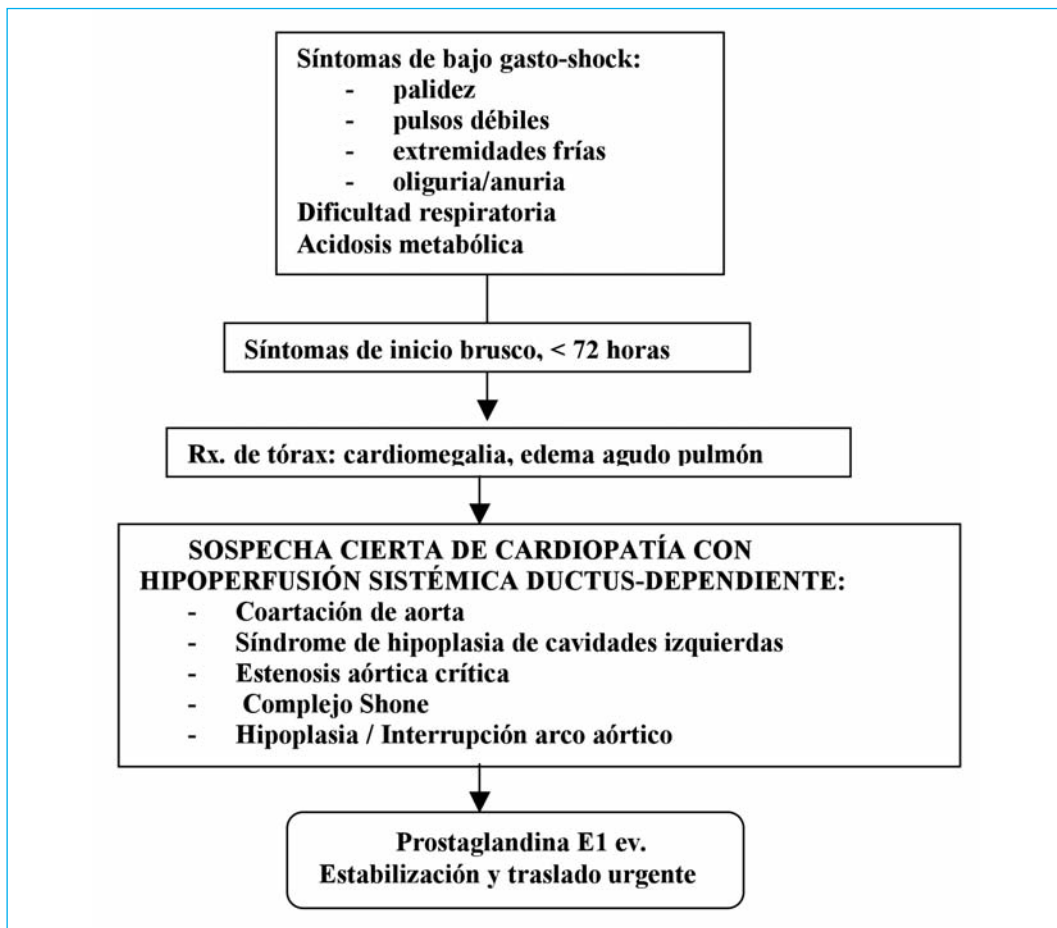 Síntomas de bajo gasto-shock:
- palidez
- pulsos débiles
- extremidades frías
- oliguria/anuria
Dificultad respiratoria
Acidosis metabólica
Síntomas de inicio brusco, < 72 horas
Rx. de tórax: cardiomegalia, edema agudo pulmón
SOSPECHA CIERTA DE CARDIOPATÍA CON
HIPOPERFUSIÓN SISTÉMICA DUCTUS-DEPENDIENTE:
- Coartación de aorta
- Síndrome de hipoplasia de cavidades izquierdas
- Estenosis aórtica crítica
- Complejo Shone
- Hipoplasia / Interrupción arco aórtico
Prostaglandina E1 ev.
Estabilización y traslado urgente